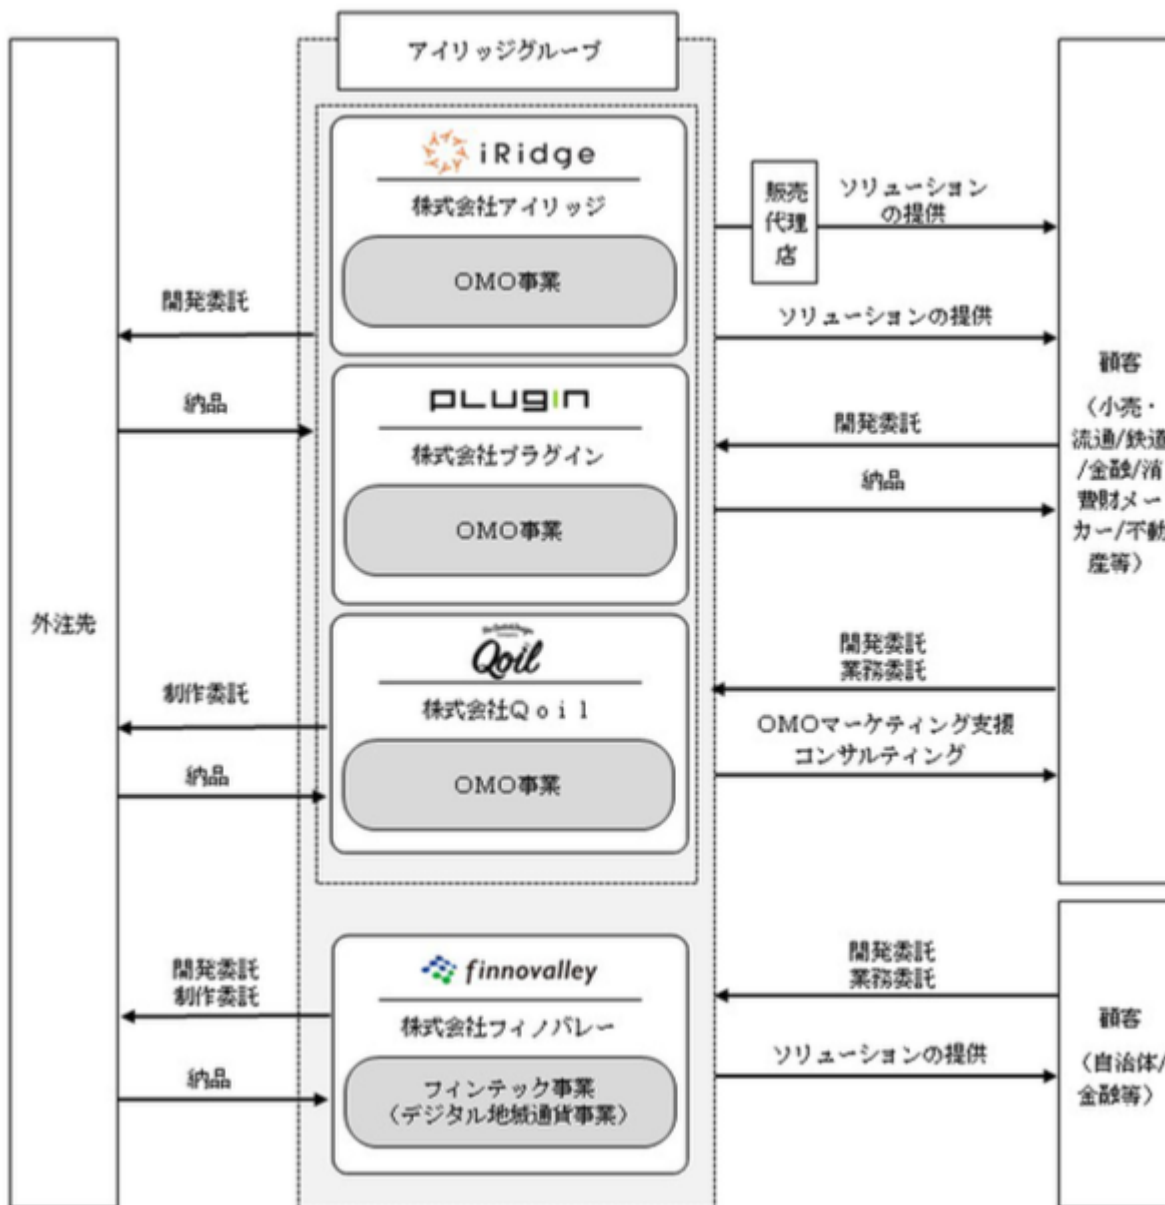 アイリッジグループ
iRidge
株式会社アイリッジ
OMO事業
販売
代理
店
ソリューション
の提供
開発委託
ソリューションの提供
納品
PLUGIN
株式会社プラグイン
OMO事業
開発委託
納品
顧客
〈小売・
流通/鉄道
/金融/消
費財メー
カー/不動
産等〉
外注先
Qoil
株式会社Qoil
OMO事業
制作委託
納品
開発委託
業務委託
OMOマーケティング支援
コンサルティング
finnovalley
株式会社フィノバレー
フィンテック事業
〈デジタル地域通貨事業〉
開発委託
制作委託
納品
開発委託
業務委託
ソリューションの提供
顧客
〈自治体/
金融等〉